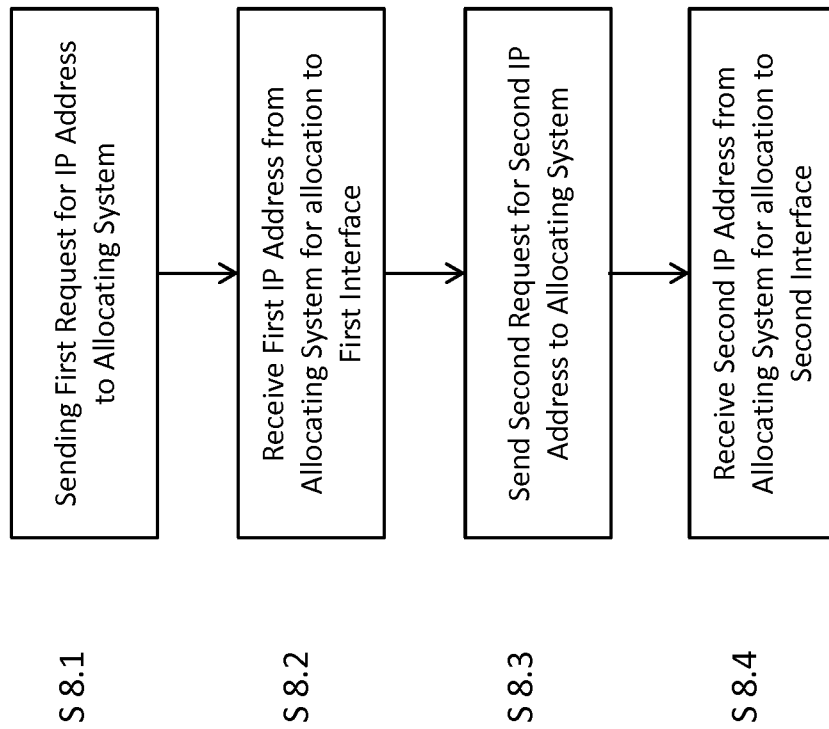 S 8.1
Sending First Request for IP Address
to Allocating System
S 8.2
Receive First IP Address from
Allocating System for allocation to
First Interface
S 8.3
Send Second Request for Second IP
Address to Allocating System
S 8.4
Receive Second IP Address from
Allocating System for allocation to
Second Interface